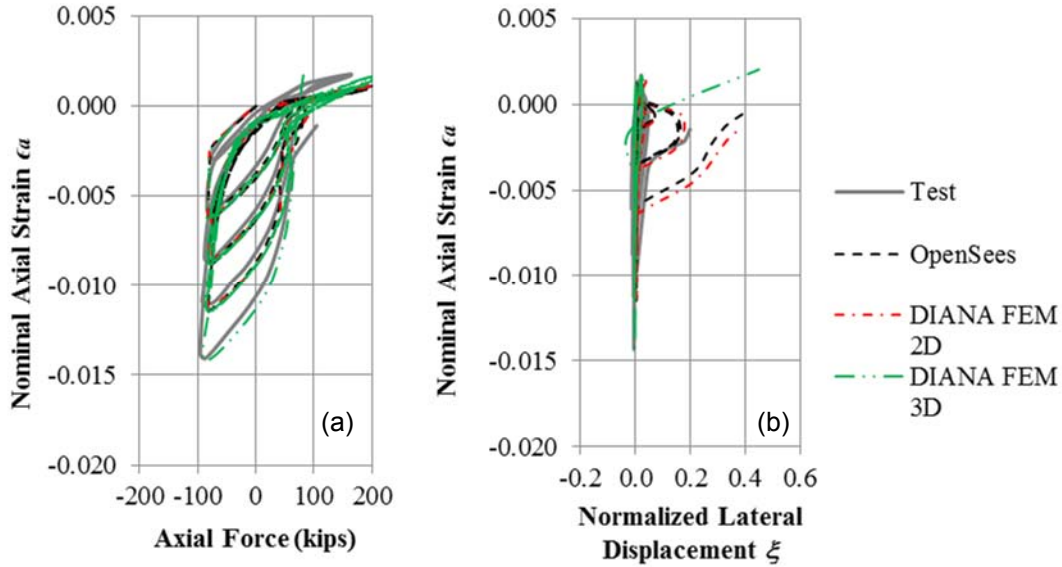 0.005
0.000
-0.005
-0.010
-0.015
-0.020
Nominal Axial Strain ϵa
-200 -100 0 100 200
Axial Force (kips)
(a)
0.005
0.000
-0.005
-0.010
-0.015
-0.020
Nominal Axial Strain ϵa
-0.2 0.0 0.2 0.4 0.6
Normalized Lateral
Displacement ξ
(b)
Test
OpenSees
DIANA FEM
2D
DIANA FEM
3D